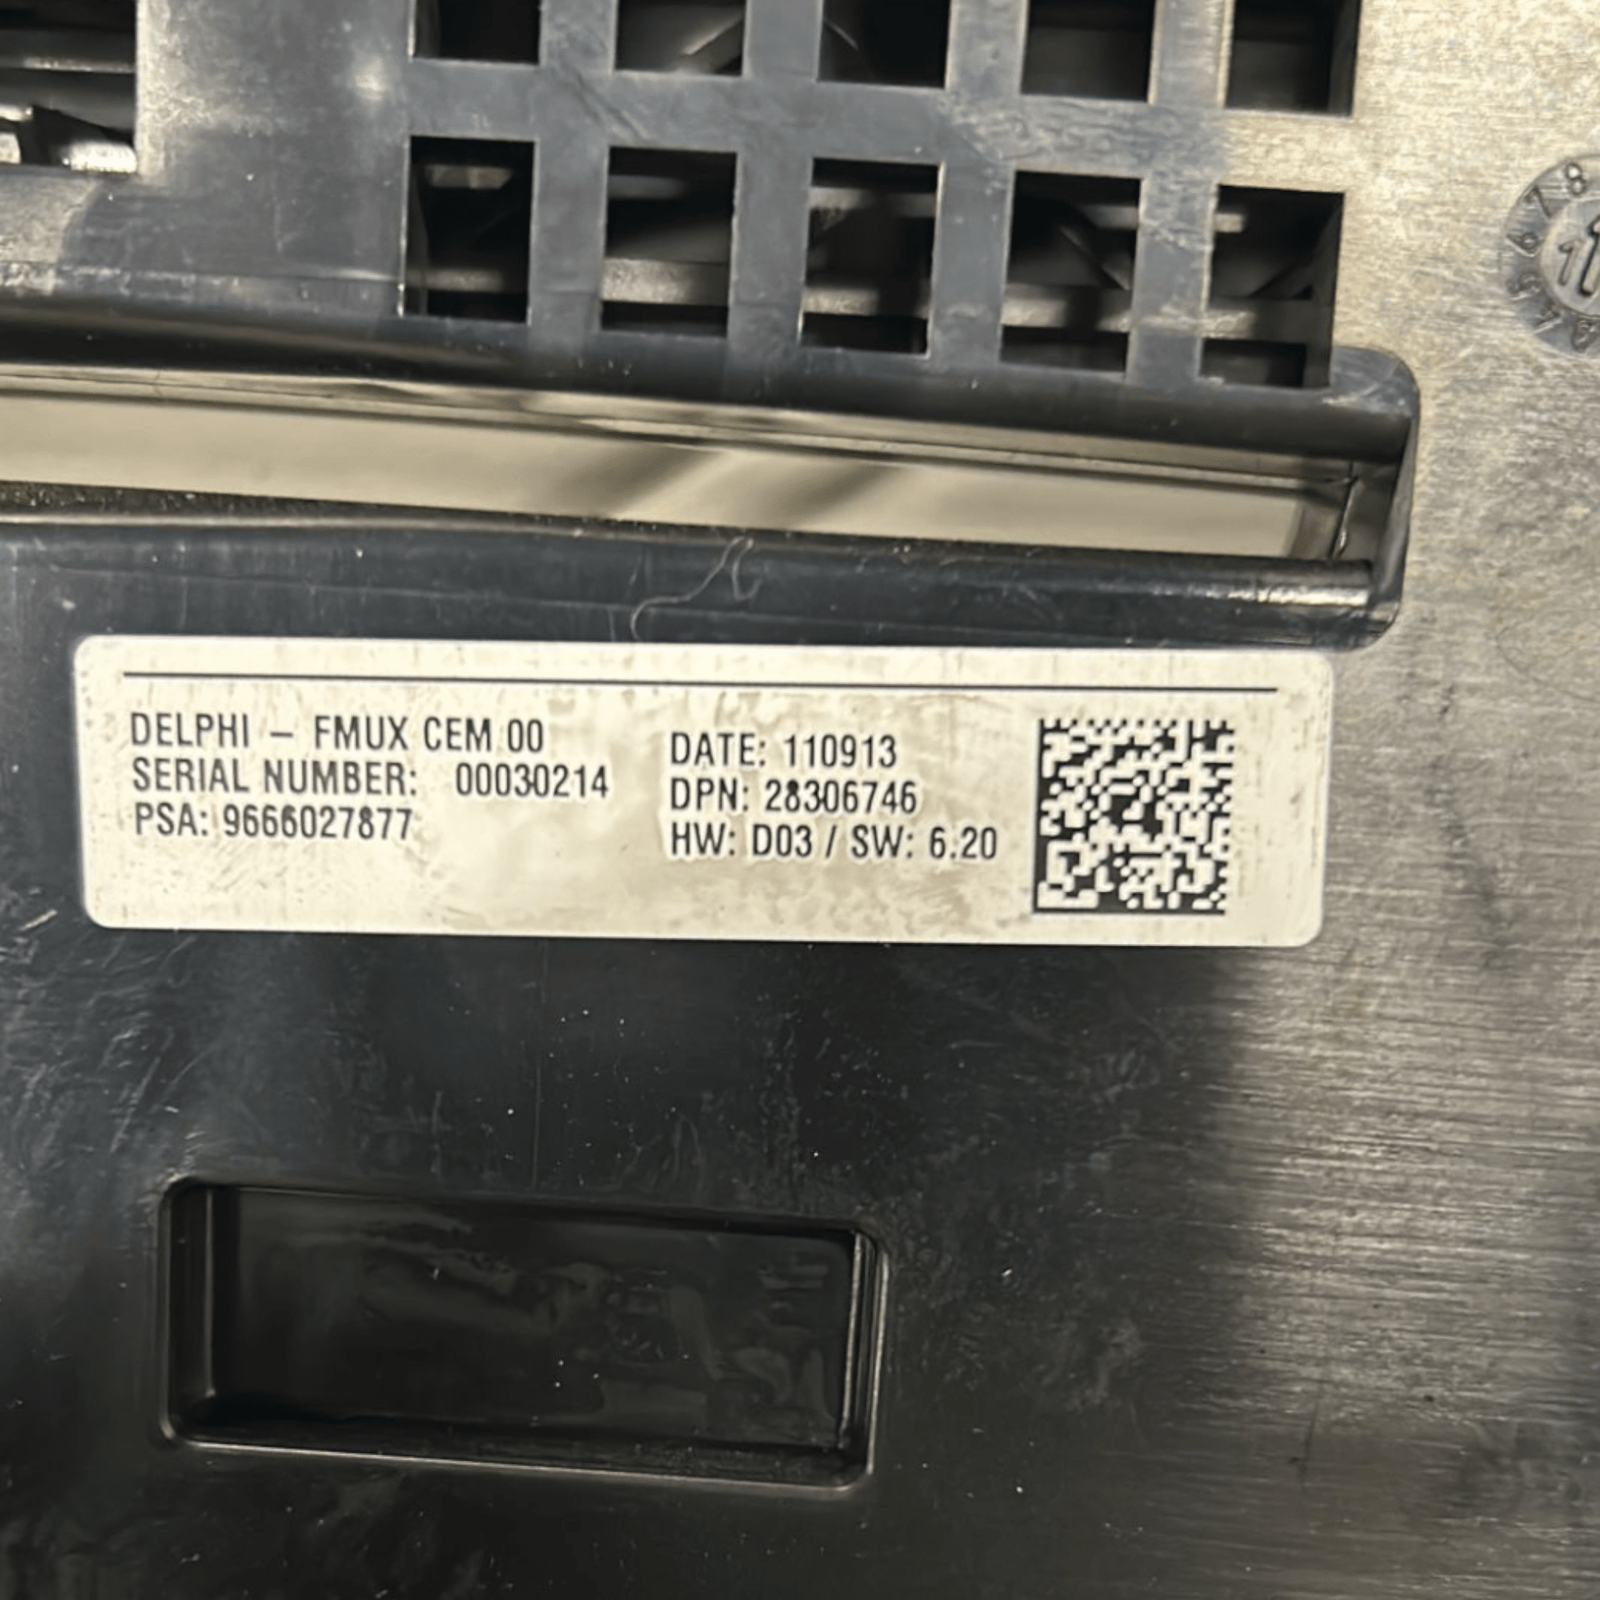 DELPHI – FMUX CEM 00
SERIAL NUMBER: 00030214
PSA: 9666027877
DATE: 110913
DPN: 28306746
HW: D03 / SW: 6.20